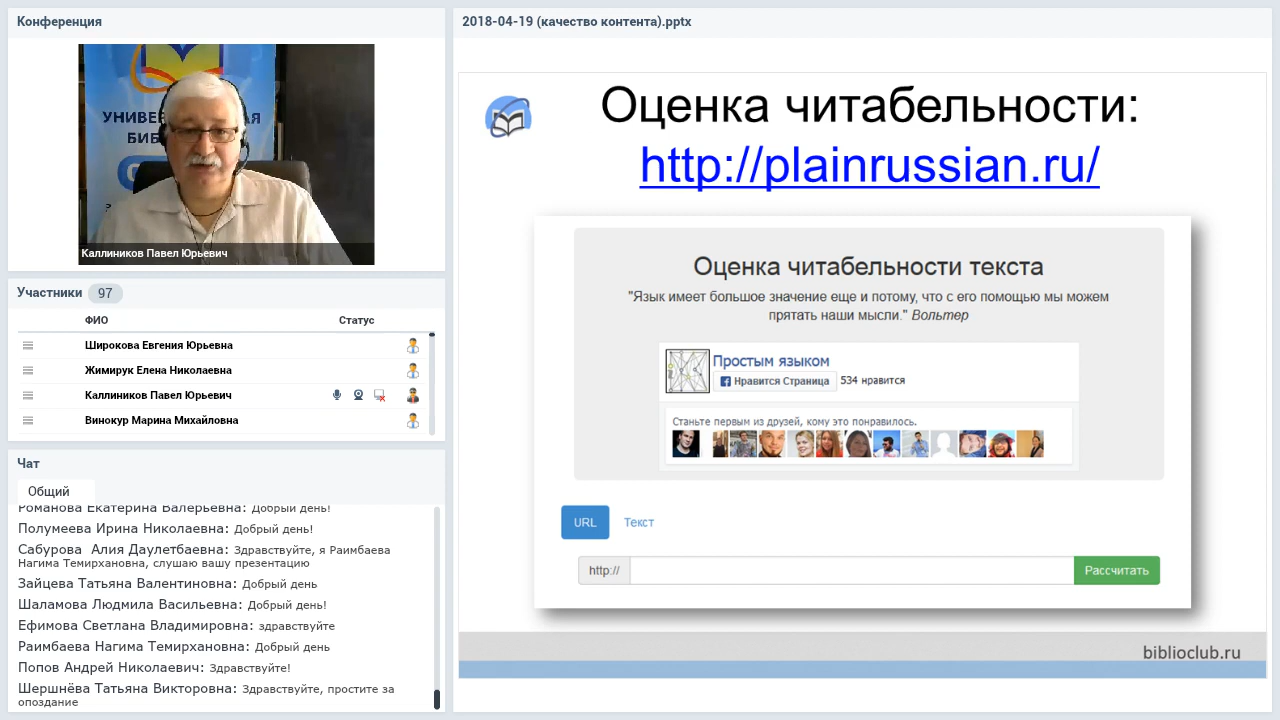 Конференция
УНИВЕР
АЯ
БИБ
Каллиников Павел Юрьевич
Участники 97
ФИО Статус
Широкова Евгения Юрьевна
Жимирук Елена Николаевна
Каллиников Павел Юрьевич
Винокур Марина Михайловна
Чат
Общий
Романова Екатерина Валерьевна: Добрый день!
Полумеева Ирина Николаевна: Добрый день!
Сабурова Алия Даулетбаевна: Здравствуйте, я Раимбаева
Нагима Темирхановна, слушаю вашу презентацию
Зайцева Татьяна Валентиновна: Добрый день
Шаламова Людмила Васильевна: Добрый день!
Ефимова Светлана Владимировна: здравствуйте
Раимбаева Нагима Темирхановна: Добрый день
Попов Андрей Николаевич: Здравствуйте!
Шершнёва Татьяна Викторовна: Здравствуйте, простите за
опоздание
2018-04-19 (качество контента).pptx
Оценка читабельности:
http://plainrussian.ru/
Оценка читабельности текста
"Язык имеет большое значение еще и потому, что с его помощью мы можем
прятать наши мысли." Вольтер
Простым языком
Нравится Страница 534 нравится
Станьте первым из друзей, кому это понравилось.
URL Текст
http:// Рассчитать
biblioclub.ru